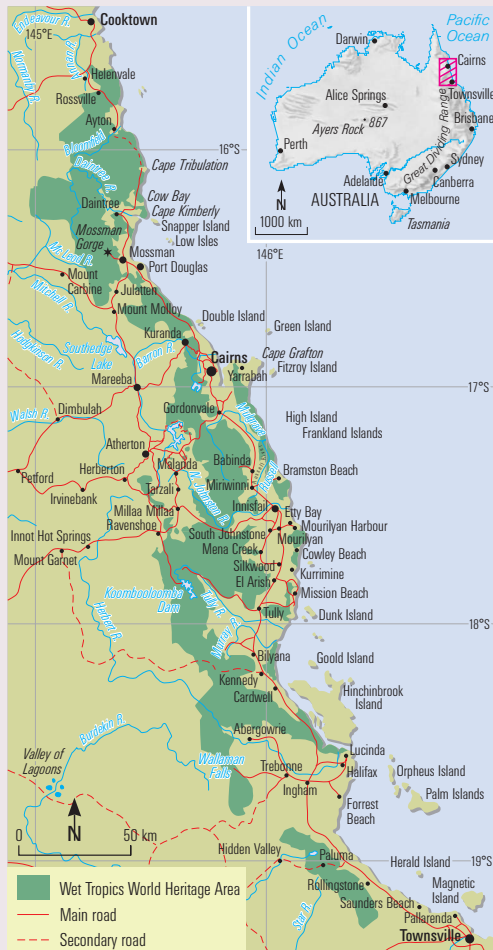 Endeavour R.
Cooktown
145°E
Normanby R.
Annan R.
Helenvale
Rossville
Ayton
Bloomfield
16°S
Cape Tribulation
Daintree R.
Cow Bay
Daintree
Cape Kimberly
Snapper Island
Low Isles
Mossman
Gorge
Mossman
McLeod R.
Port Douglas
Mount
Carbine
Julatten
Mitchell R.
Mount Molloy
146°E
Double Island
Green Island
Kuranda
Hodgkinson R.
Southedge
Lake
Barron R.
Cairns
Cape Grafton
Fitzroy Island
Yarrabah
Mareeba
17°S
Walsh R.
Dimbulah
Gordonvale
Mulgrave
High Island
Frankland Islands
Atherton
Malanda
Babinda
Russell
Bramston Beach
Petford
Herberton
Miriwinni
Irvinebank
Tarzali
N. Johnston R.
Millaa Millaa
Innisfail
Etty Bay
Ravenshoe
Mourilyan Harbour
Innot Hot Springs
South Johnstone
Mourilyan
Mount Garnet
Mena Creek
Cowley Beach
Silkwood
Kurrimine
El Arish
Koombooloomba
Dam
Mission Beach
Tully R.
Dunk Island
Tully
18°S
Herbert R.
Murray R.
Bilyana
Goold Island
Kennedy
Cardwell
Hinchinbrook
Island
Burdekin R.
Abergowrie
Lucinda
Valley of
Lagoons
Wallaman
Falls
Trebonne
Halifax
Orpheus Island
Ingham
Palm Islands
Forrest
Beach
N
0
50 km
Hidden Valley
Paluma
19°S
Herald Island
Star R.
Rollingstone
Magnetic
Island
Saunders Beach
Pallarenda
Townsville
Wet Tropics World Heritage Area
Main road
Secondary road
Indian Ocean
Pacific
Ocean
Darwin
Cairns
Townsville
Alice Springs
Great Dividing Range
Ayers Rock
867
Brisbane
Perth
Sydney
Adelaide
Canberra
N
AUSTRALIA
Melbourne
1000 km
Tasmania